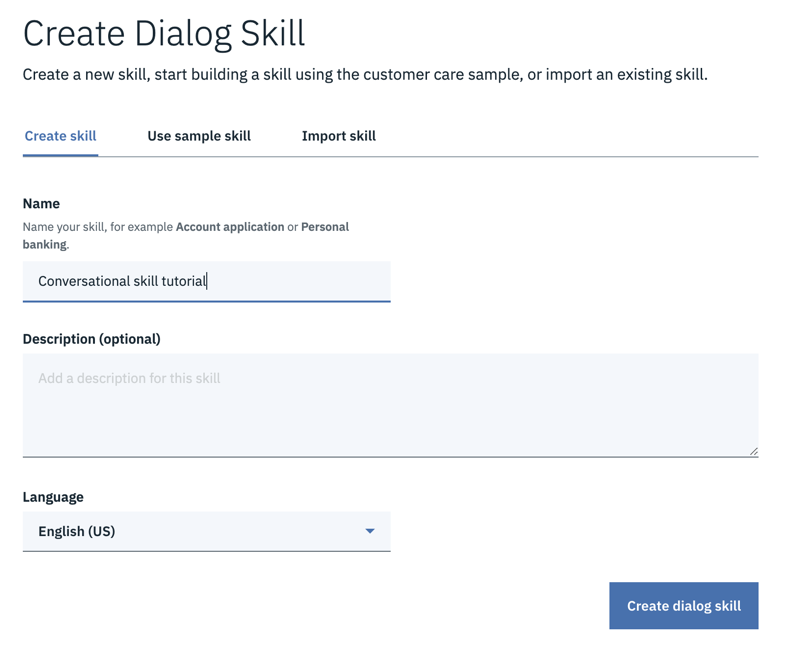 Create Dialog Skill
Create a new skill, start building a skill using the customer care sample, or import an existing skill.
Create skill Use sample skill Import skill
Name
Name your skill, for example Account application or Personal
banking.
Conversational skill tutorial
Description (optional)
Add a description for this skill
Language
English (US)
Create dialog skill